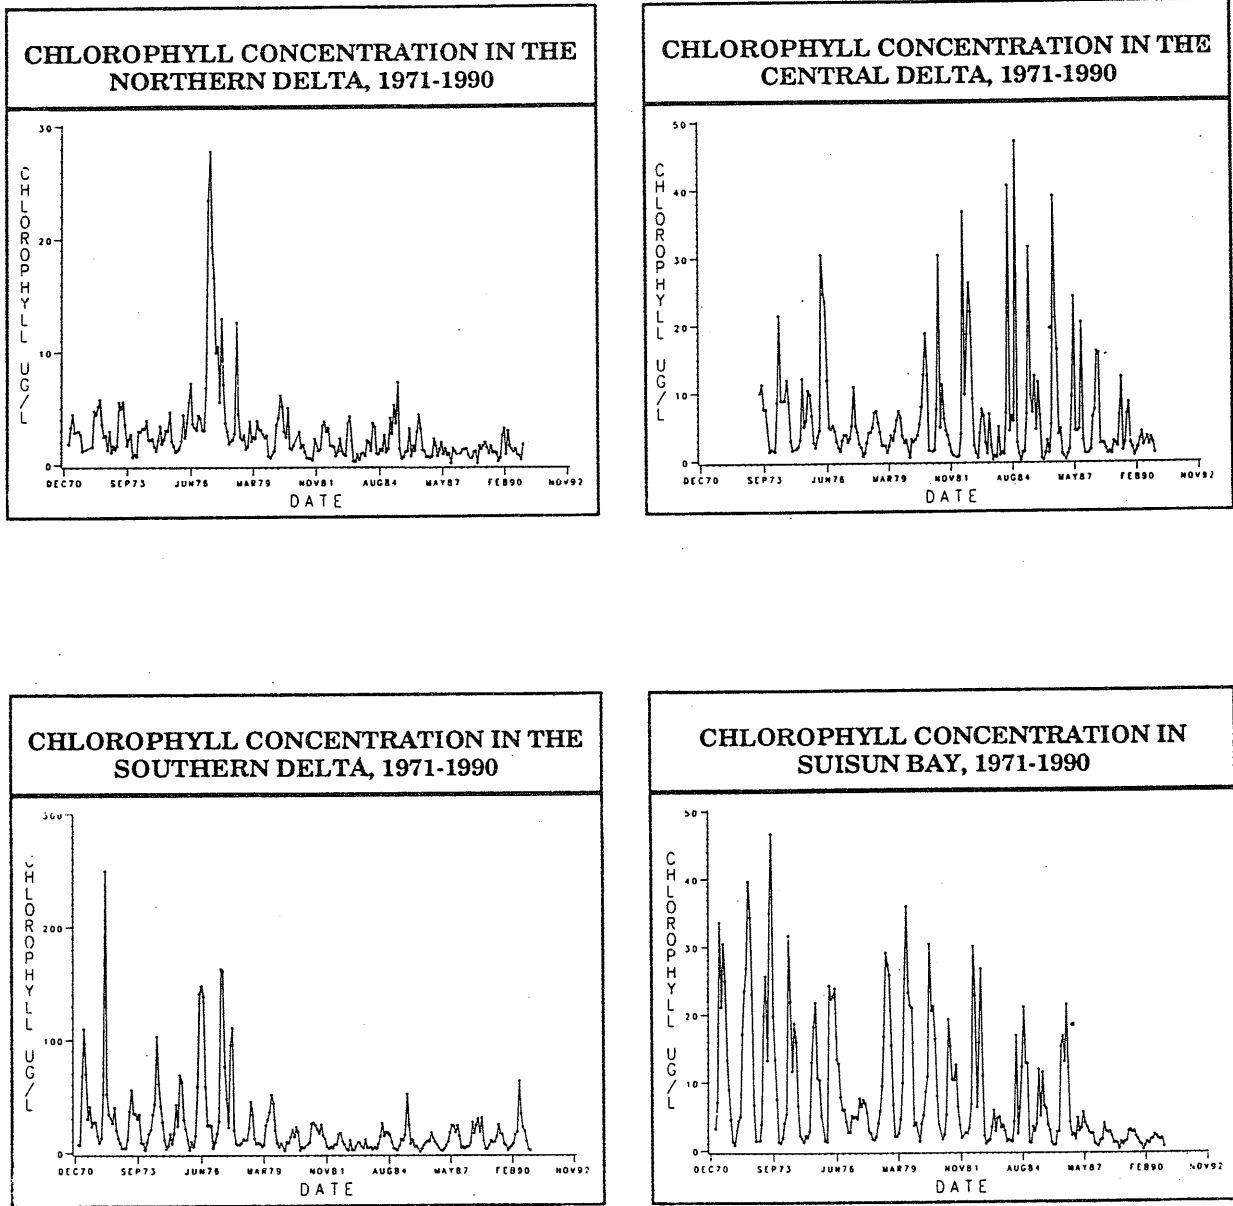 CHLOROPHYLL CONCENTRATION IN THE
NORTHERN DELTA, 1971-1990
30
20
10
0
CHLOROPHYLL UG/L
DEC70 SEP73 JUN76 MAR79 NOV81 AUG84 MAY87 FEB90 NOV92
DATE
CHLOROPHYLL CONCENTRATION IN THE
CENTRAL DELTA, 1971-1990
50
40
30
20
10
0
CHLOROPHYLL UG/L
DEC70 SEP73 JUN76 MAR79 NOV81 AUG84 MAY87 FEB90 NOV92
DATE
CHLOROPHYLL CONCENTRATION IN THE
SOUTHERN DELTA, 1971-1990
300
200
100
0
CHLOROPHYLL UG/L
DEC70 SEP73 JUN76 MAR79 NOV81 AUG84 MAY87 FEB90 NOV92
DATE
CHLOROPHYLL CONCENTRATION IN
SUISUN BAY, 1971-1990
50
40
30
20
10
0
CHLOROPHYLL UG/L
DEC70 SEP73 JUN76 MAR79 NOV81 AUG84 MAY87 FEB90 NOV92
DATE